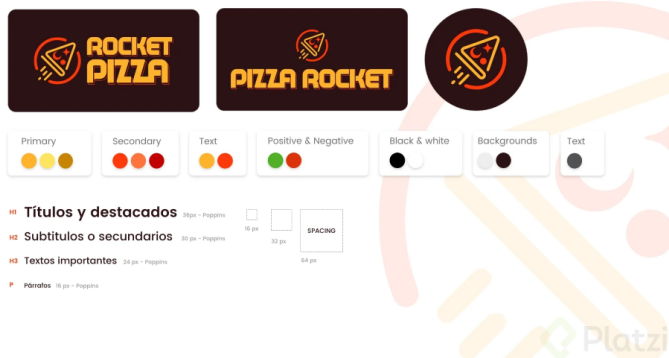 ROCKET
PIZZA
PIZZA ROCKET
Primary
Secondary
Text
Positive & Negative
Black & white
Backgrounds
Text
H1 Títulos y destacados 36px - Poppins
H2 Subtitulos o secundarios 30 px - Poppins
H3 Textos importantes 24 px - Poppins
P Párrafos 16 px - Poppins
16 px
32 px
SPACING
64 px
Platzi